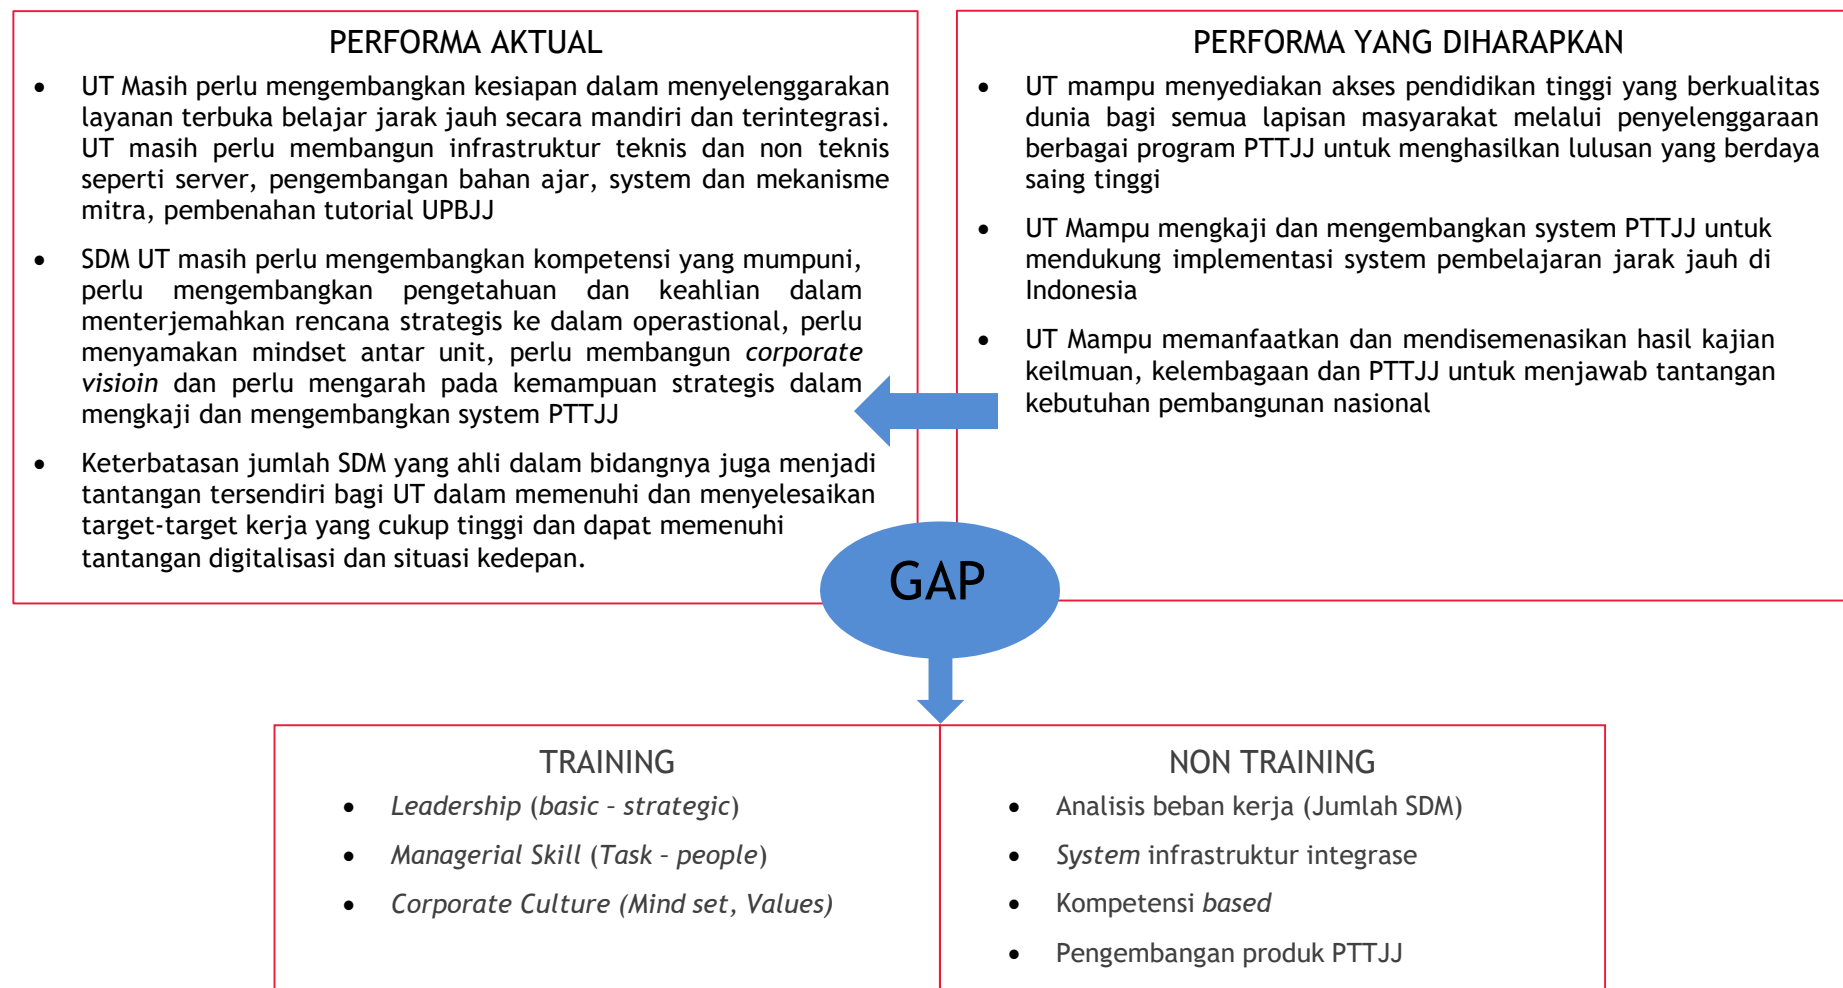 PERFORMA AKTUAL
• UT Masih perlu mengembangkan kesiapan dalam menyelenggarakan
layanan terbuka belajar jarak jauh secara mandiri dan terintegrasi.
UT masih perlu membangun infrastruktur teknis dan non teknis
seperti server, pengembangan bahan ajar, system dan mekanisme
mitra, pembenahan tutorial UPBJJ
• SDM UT masih perlu mengembangkan kompetensi yang mumpuni,
perlu mengembangkan pengetahuan dan keahlian dalam
menterjemahkan rencana strategis ke dalam operastional, perlu
menyamakan mindset antar unit, perlu membangun corporate
visioin dan perlu mengarah pada kemampuan strategis dalam
mengkaji dan mengembangkan system PTTJJ
• Keterbatasan jumlah SDM yang ahli dalam bidangnya juga menjadi
tantangan tersendiri bagi UT dalam memenuhi dan menyelesaikan
target-target kerja yang cukup tinggi dan dapat memenuhi
tantangan digitalisasi dan situasi kedepan.
PERFORMA YANG DIHARAPKAN
• UT mampu menyediakan akses pendidikan tinggi yang berkualitas
dunia bagi semua lapisan masyarakat melalui penyelenggaraan
berbagai program PTTJJ untuk menghasilkan lulusan yang berdaya
saing tinggi
• UT Mampu mengkaji dan mengembangkan system PTTJJ untuk
mendukung implementasi system pembelajaran jarak jauh di
Indonesia
• UT Mampu memanfaatkan dan mendisemenasikan hasil kajian
keilmuan, kelembagaan dan PTTJJ untuk menjawab tantangan
kebutuhan pembangunan nasional
GAP
TRAINING
• Leadership (basic – strategic)
• Managerial Skill (Task – people)
• Corporate Culture (Mind set, Values)
NON TRAINING
• Analisis beban kerja (Jumlah SDM)
• System infrastruktur integrase
• Kompetensi based
• Pengembangan produk PTTJJ